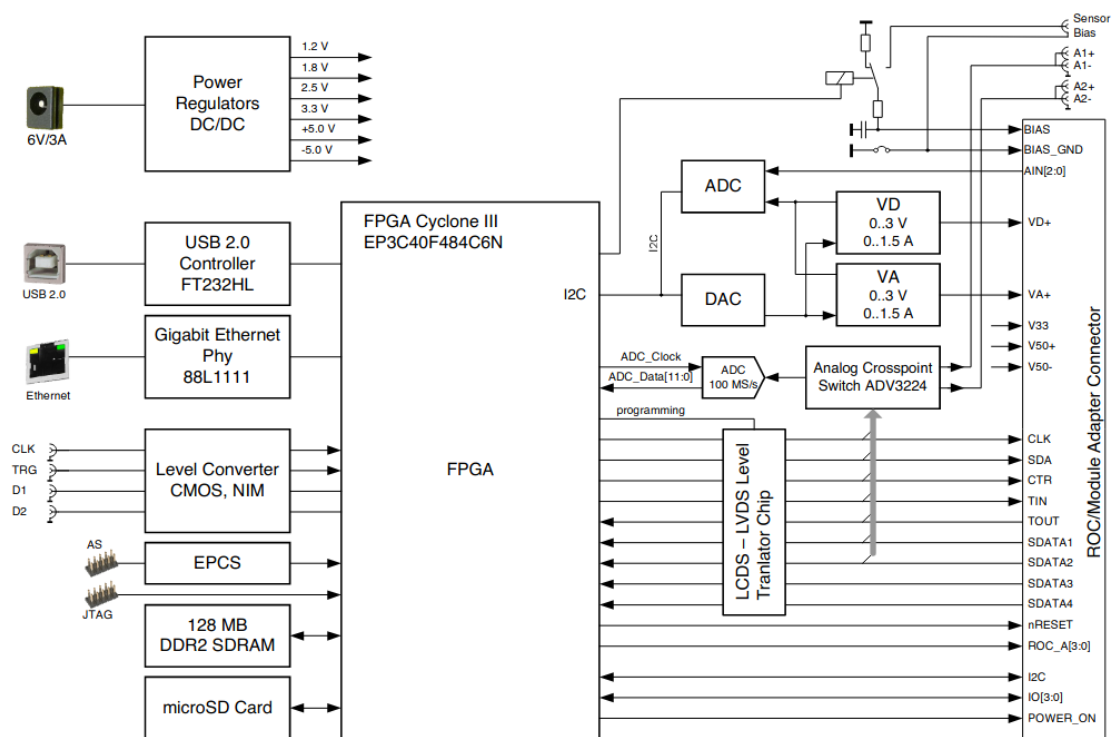 Sensor
Bias
A1+
A1-
A2+
A2-
6V/3A
Power
Regulators
DC/DC
1.2 V
1.8 V
2.5 V
3.3 V
+5.0 V
-5.0 V
USB 2.0
USB 2.0
Controller
FT232HL
Ethernet
Gigabit Ethernet
Phy
88L1111
CLK
TRG
D1
D2
Level Converter
CMOS, NIM
AS
EPCS
JTAG
128 MB
DDR2 SDRAM
microSD Card
FPGA Cyclone III
EP3C40F484C6N
I2C
FPGA
I2C
ADC
DAC
VD
0..3 V
0..1.5 A
VA
0..3 V
0..1.5 A
ADC_Clock
ADC_Data[11:0]
ADC
100 MS/s
Analog Crosspoint
Switch ADV3224
programming
LCDS – LVDS Level
Tranlator Chip
BIAS
BIAS_GND
AIN[2:0]
VD+
VA+
V33
V50+
V50-
CLK
SDA
CTR
TIN
TOUT
SDATA1
SDATA2
SDATA3
SDATA4
nRESET
ROC_A[3:0]
I2C
IO[3:0]
POWER_ON
ROC/Module Adapter Connector